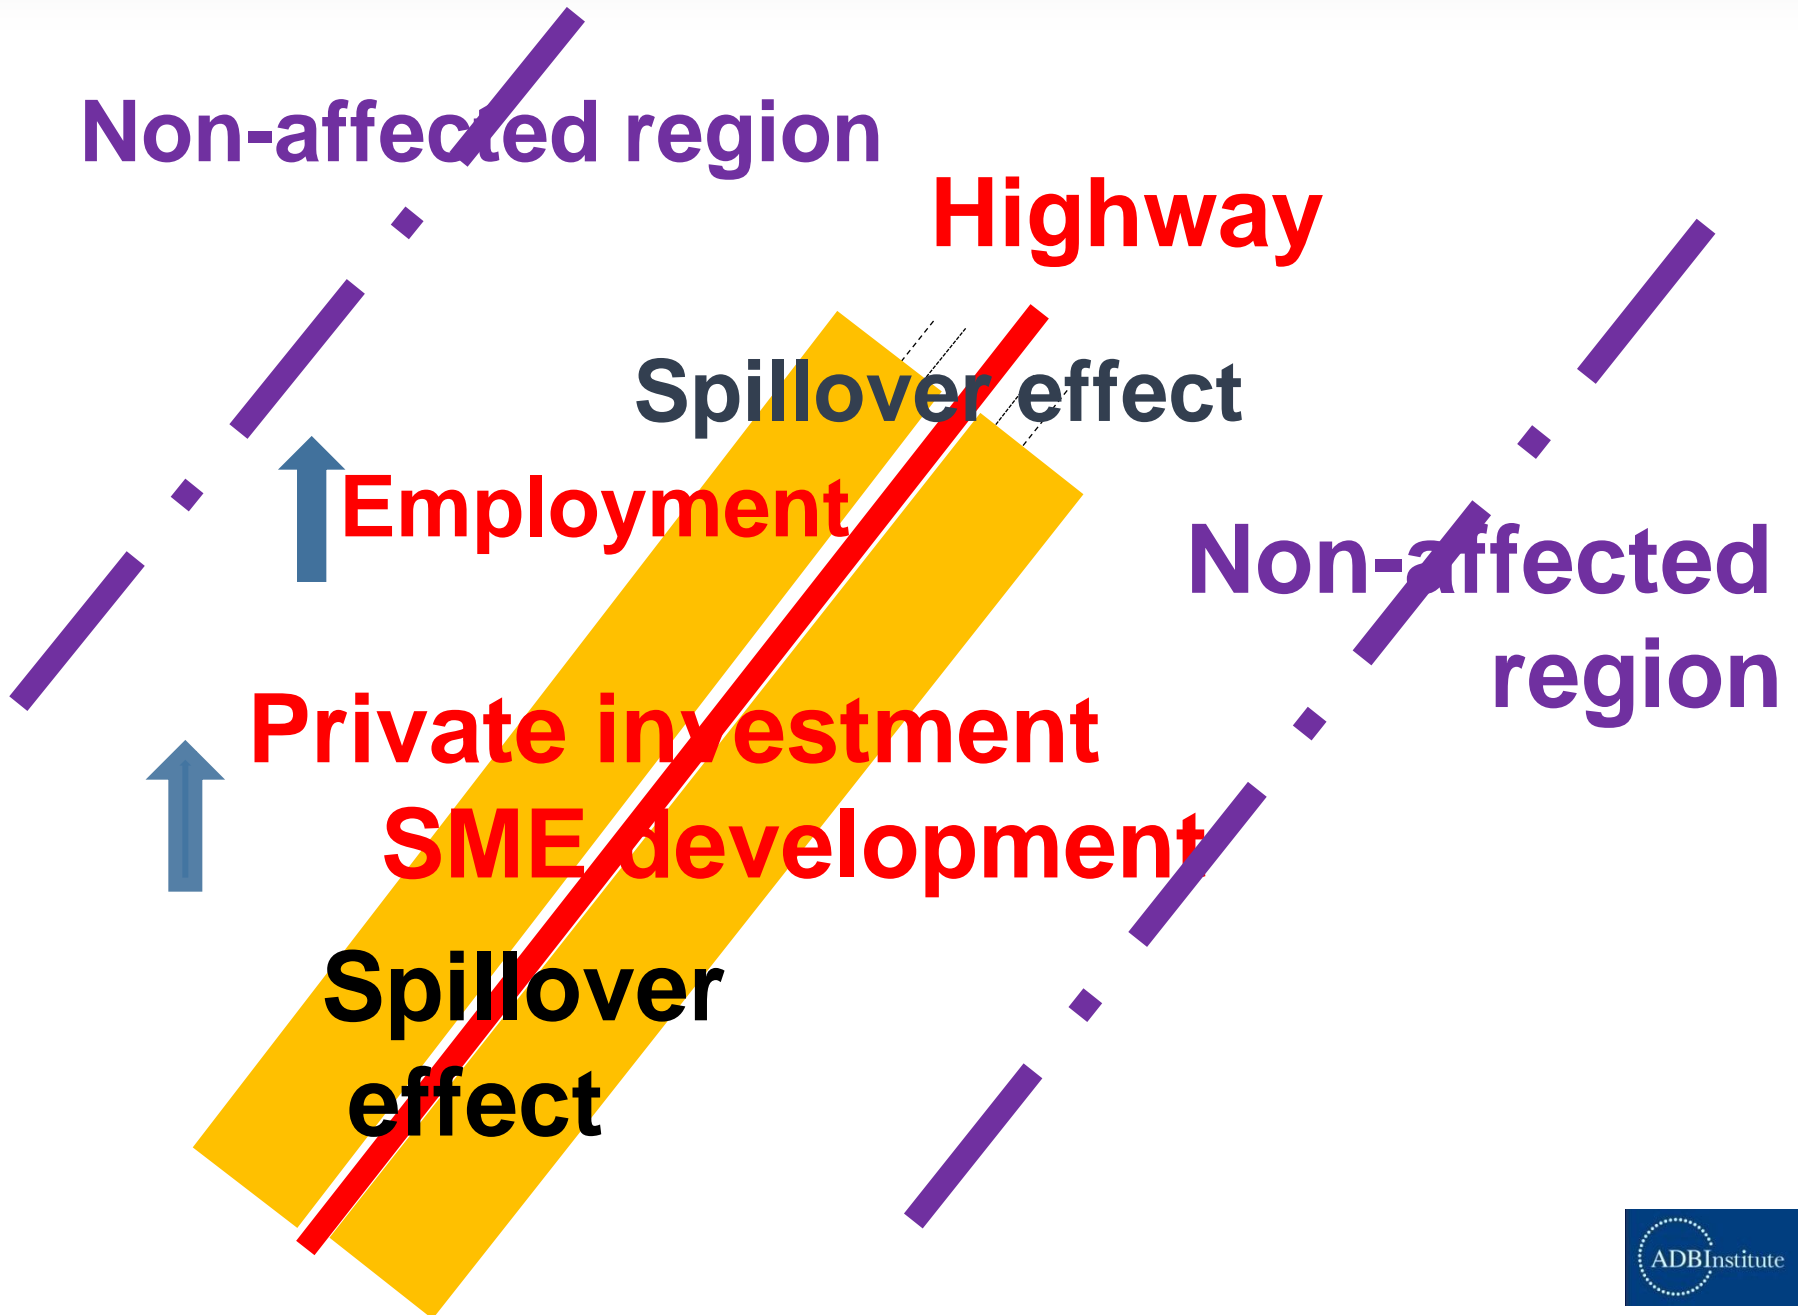 Non-affected region
Highway
Spillover effect
Employment
Non-affected
region
Private investment
SME development
Spillover
effect
ADBInstitute